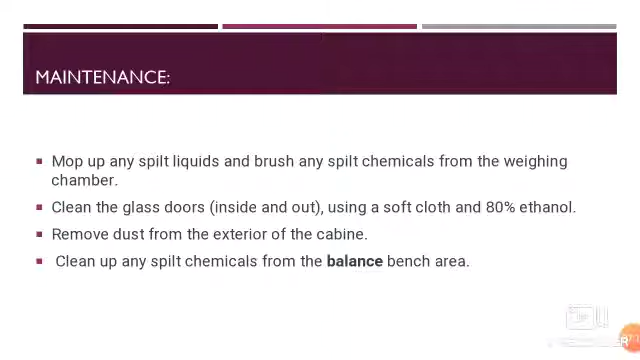 MAINTENANCE:
Mop up any spilt liquids and brush any spilt chemicals from the weighing
chamber.
Clean the glass doors (inside and out), using a soft cloth and 80% ethanol.
Remove dust from the exterior of the cabine.
Clean up any spilt chemicals from the balance bench area.